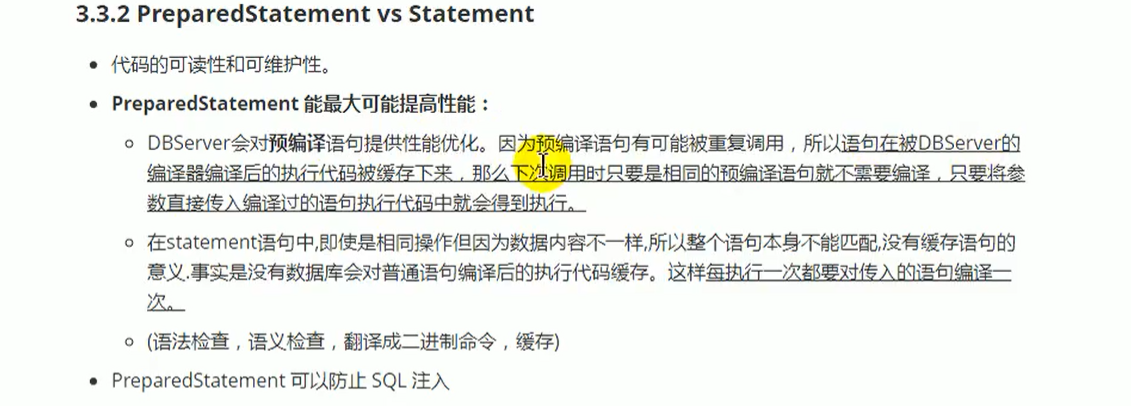 3.3.2 PreparedStatement vs Statement
代码的可读性和可维护性。
PreparedStatement 能最大可能提高性能：
DBServer会对预编译语句提供性能优化。因为预编译语句有可能被重复调用，所以语句在被DBServer的
编译器编译后的执行代码被缓存下来，那么下次调用时只要是相同的预编译语句就不需要编译，只要将参
数直接传入编译过的语句执行代码中就会得到执行。
在statement语句中,即使是相同操作但因为数据内容不一样,所以整个语句本身不能匹配,没有缓存语句的
意义.事实是没有数据库会对普通语句编译后的执行代码缓存。这样每执行一次都要对传入的语句编译一
次。
(语法检查，语义检查，翻译成二进制命令，缓存)
PreparedStatement 可以防止 SQL 注入